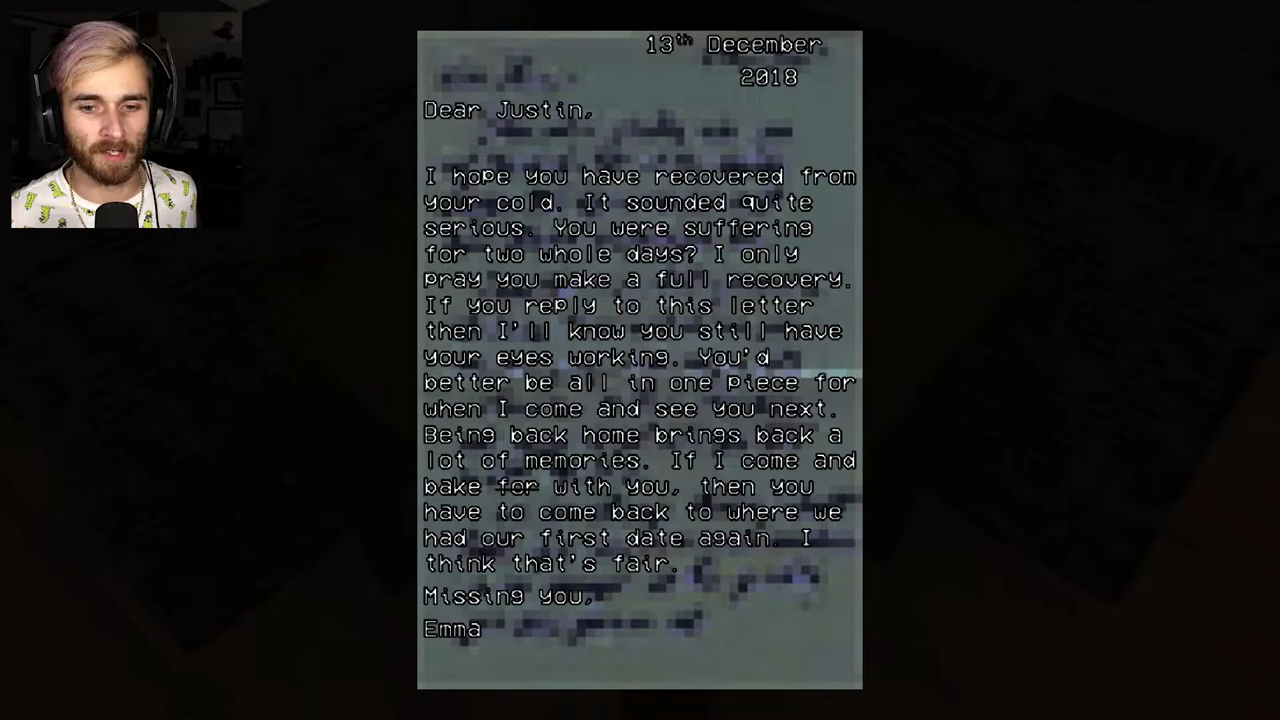 13th December
2018
Dear Justin,
I hope you have recovered from
your cold. It sounded quite
serious. You were suffering
for two whole days? I only
pray you make a full recovery.
If you reply to this letter
then I'll know you still have
your eyes working. You'd
better be all in one piece for
when I come and see you next.
Being back home brings back a
lot of memories. If I come and
bake for with you, then you
have to come back to where we
had our first date again. I
think that's fair.
Missing you,
Emma